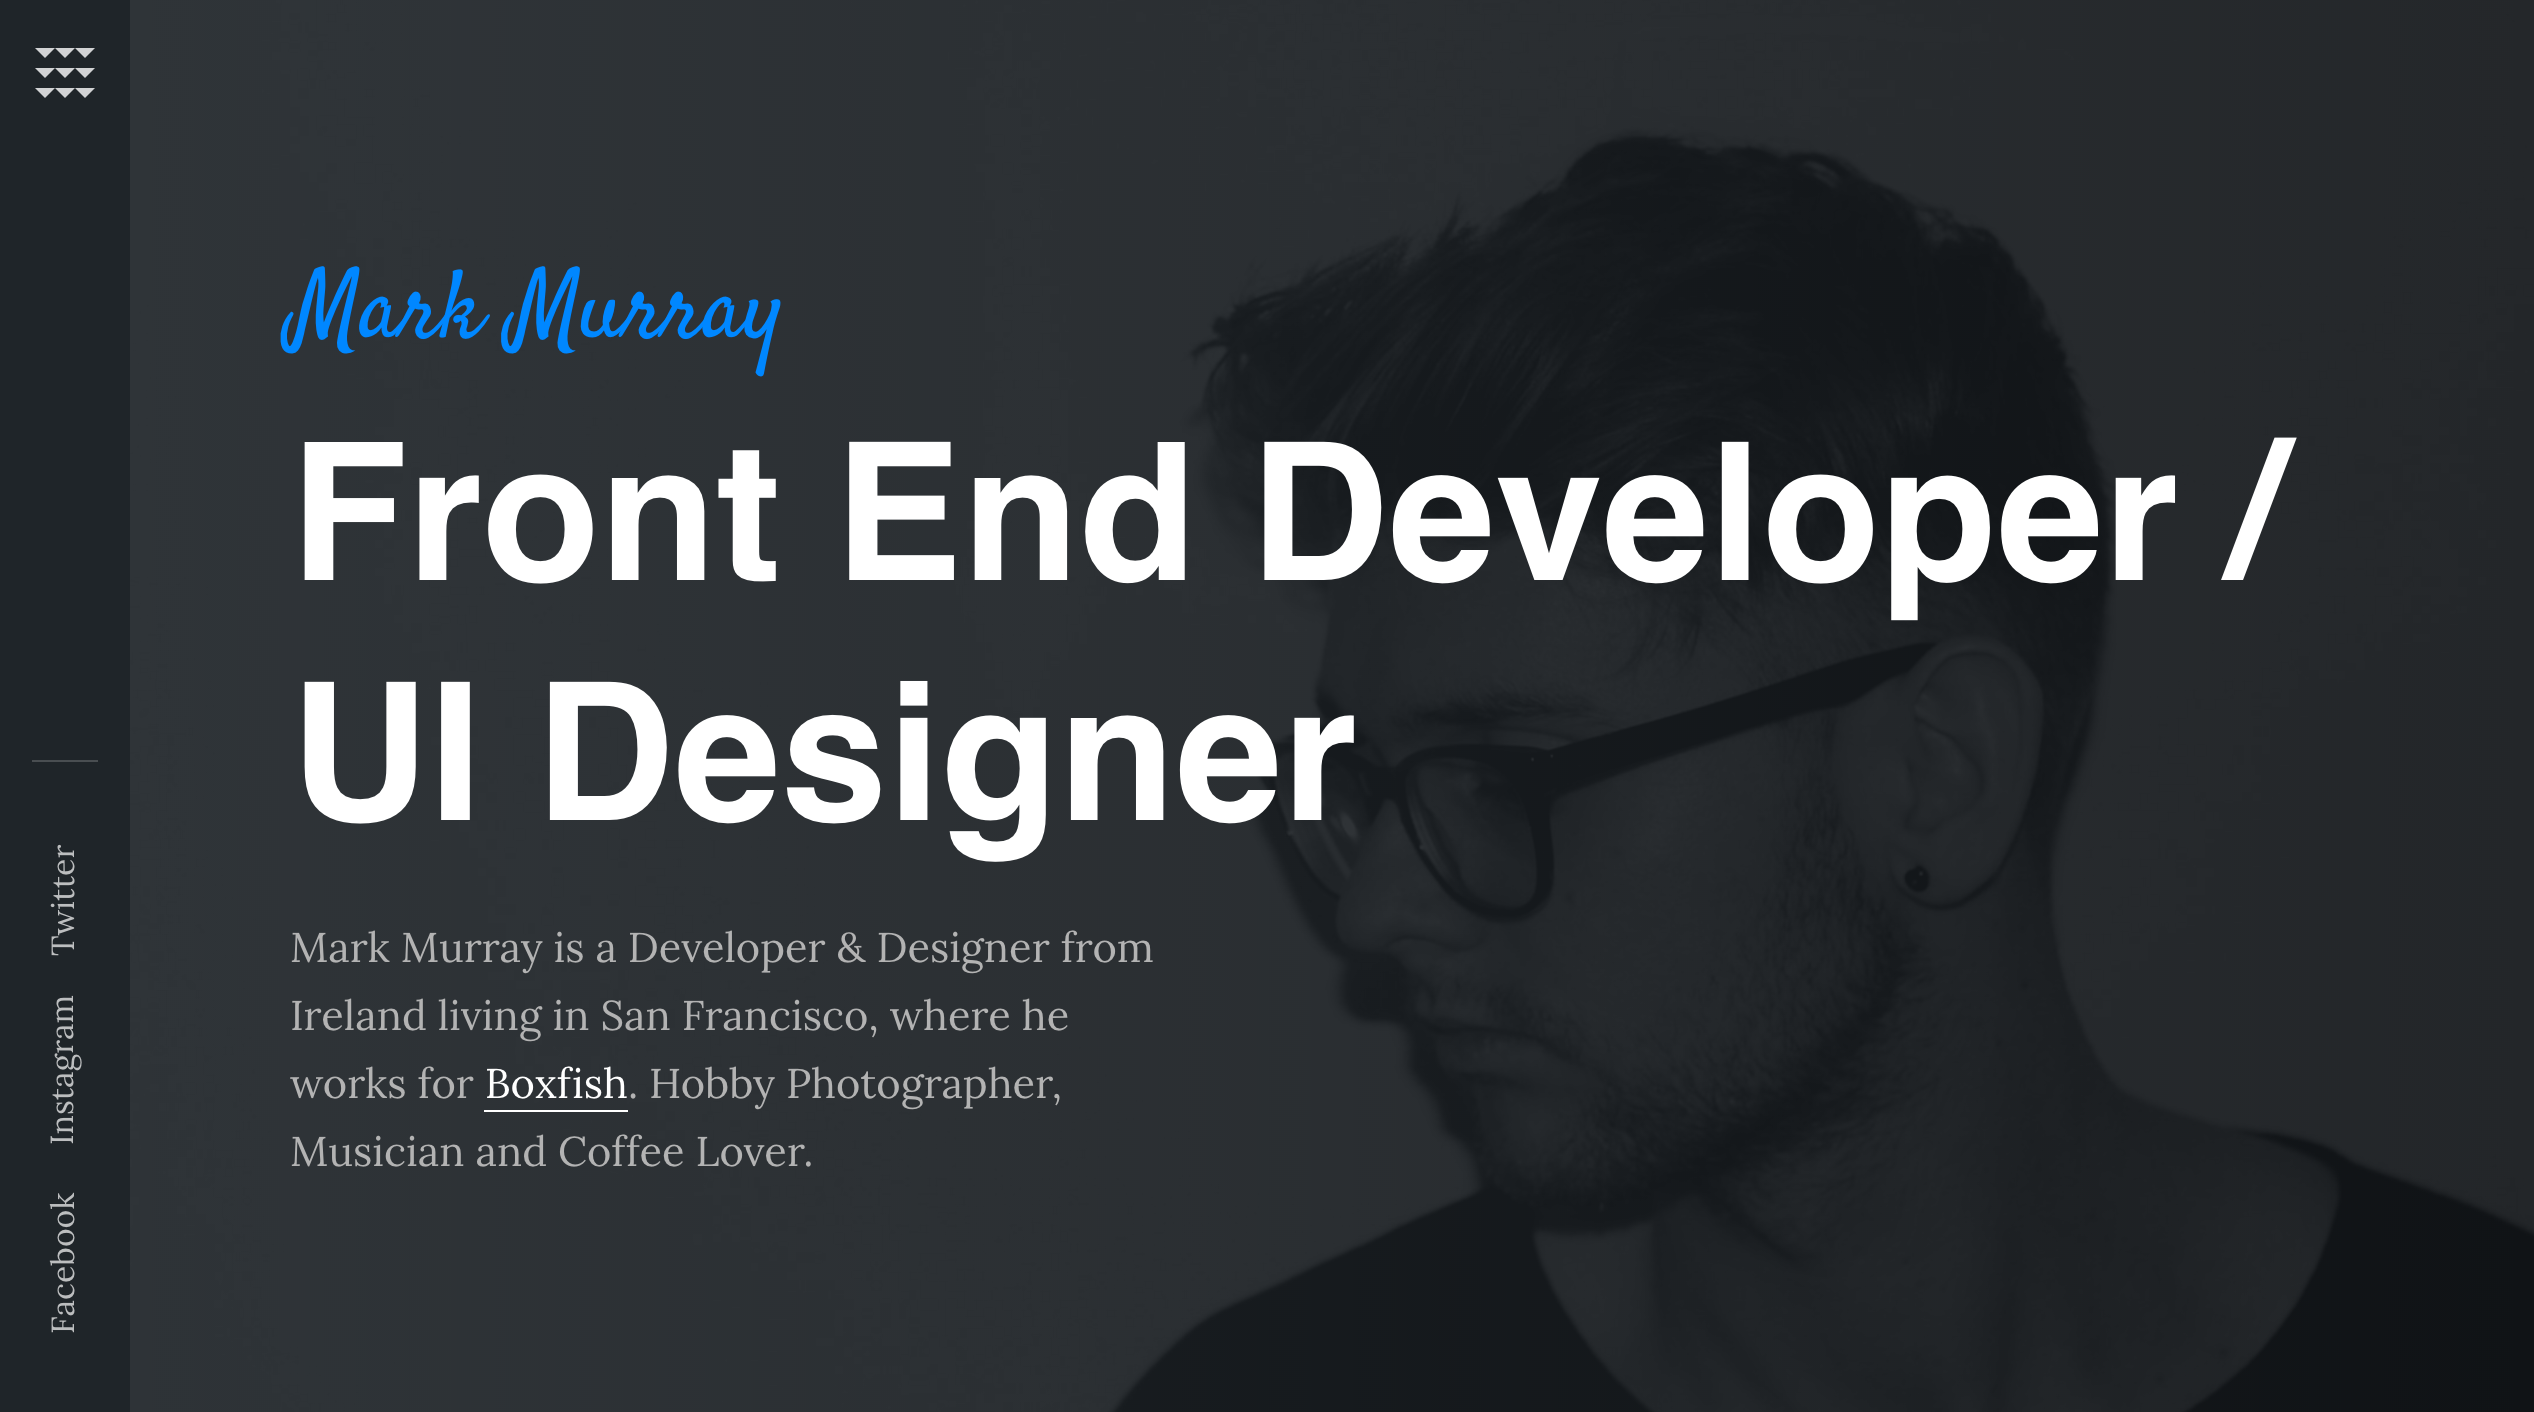 Mark Murray
Front End Developer /
UI Designer
Mark Murray is a Developer & Designer from
Ireland living in San Francisco, where he
works for Boxfish. Hobby Photographer,
Musician and Coffee Lover.
Twitter
Instagram
Facebook